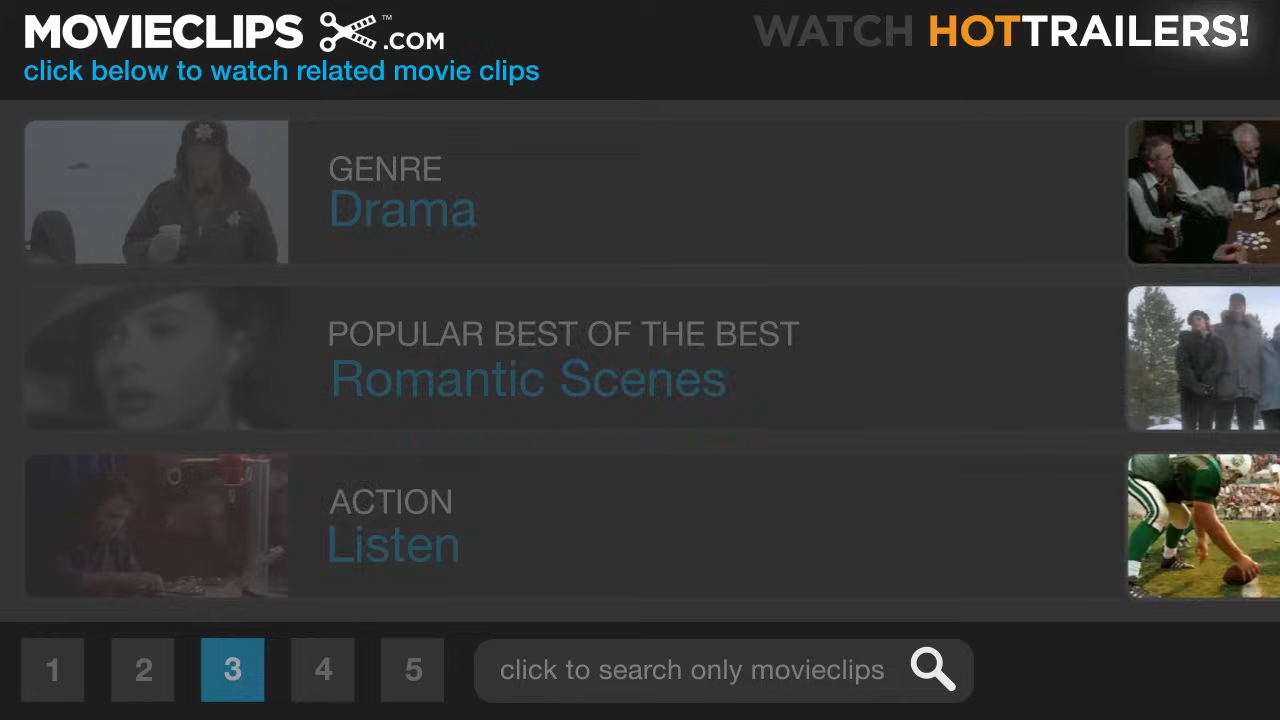 MOVIECLIPS ™ .COM
WATCH HOTTRAILERS!
click below to watch related movie clips
GENRE
Drama
POPULAR BEST OF THE BEST
Romantic Scenes
ACTION
Listen
1 2 3 4 5
click to search only movieclips